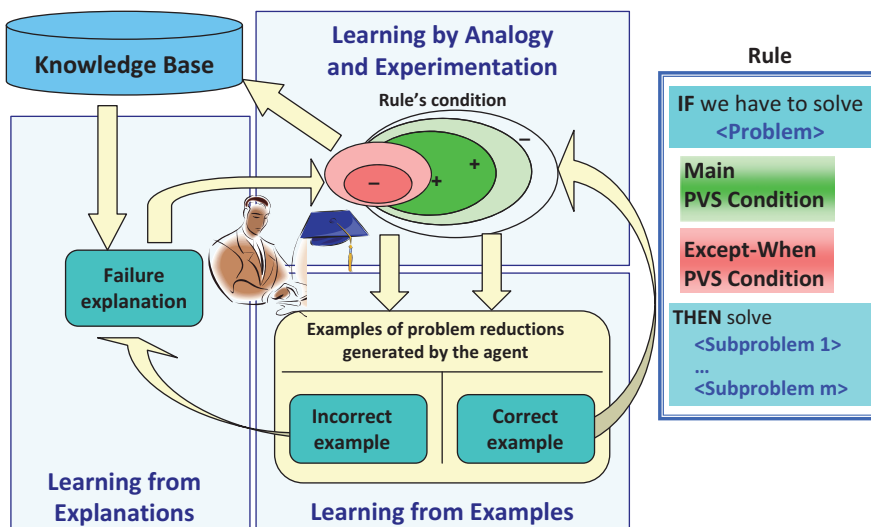 Knowledge Base
Learning by Analogy
and Experimentation
Rule's condition
–
+
+
–
Failure
explanation
Examples of problem reductions
generated by the agent
Incorrect
example
Correct
example
Learning from
Explanations
Learning from Examples
Rule
IF we have to solve
<Problem>
Main
PVS Condition
Except-When
PVS Condition
THEN solve
<Subproblem 1>
...
<Subproblem m>